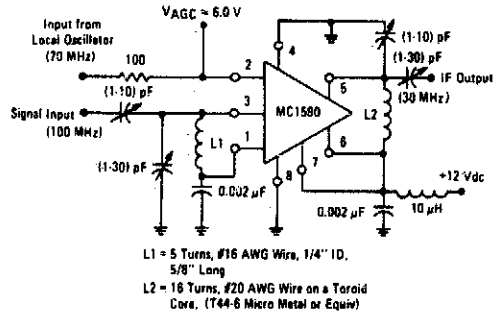 Input from
Local Oscillator
(70 MHz)
VAGC ≈ 6.0 V
100
(1-10) pF
Signal Input
(100 MHz)
(1-30) pF
L1
0.002 µF
2
3
1
4
MC1580
5
6
7
8
(1-10) pF
(1-30) pF
IF Output
(30 MHz)
L2
+12 Vdc
0.002 µF
10 µH
L1 = 5 Turns, #16 AWG Wire, 1/4" ID,
5/8" Long
L2 = 16 Turns, #20 AWG Wire on a Toroid
Core, (T44-6 Micro Metal or Equiv)